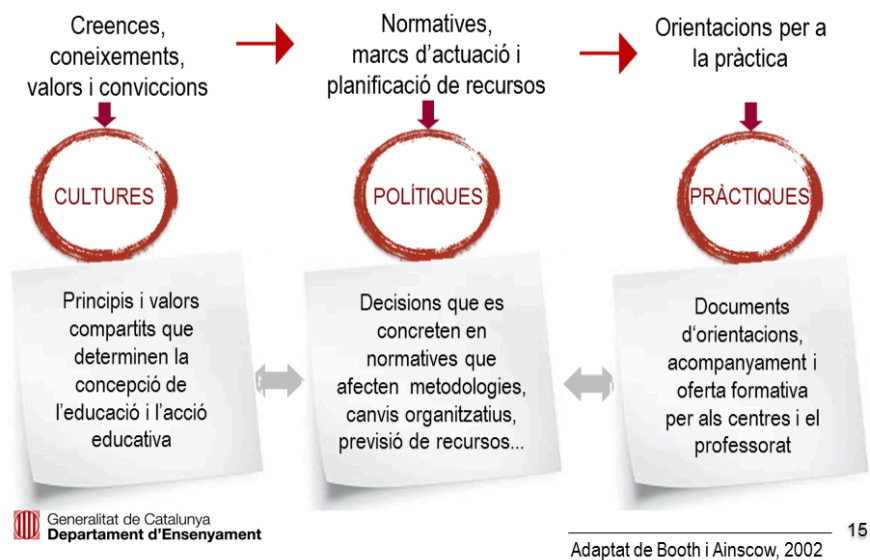 Creences,
coneixements,
valors i conviccions
Normatives,
marcs d'actuació i
planificació de recursos
Orientacions per a
la pràctica
CULTURES
POLÍTIQUES
PRÀCTIQUES
Principis i valors
compartits que
determinen la
concepció de
l'educació i l'acció
educativa
Decisions que es
concreten en
normatives que
afecten metodologies,
canvis organitzatius,
previsió de recursos...
Documents
d'orientacions,
acompanyament i
oferta formativa
per als centres i el
professorat
Generalitat de Catalunya
Departament d'Ensenyament
15
Adaptat de Booth i Ainscow, 2002